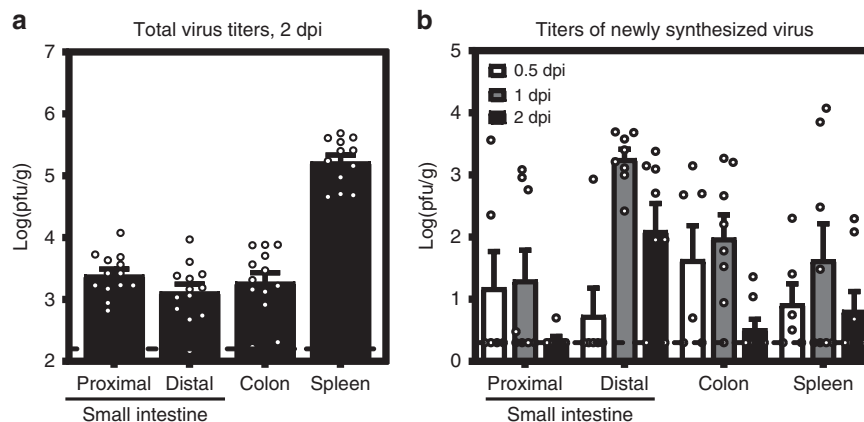 a
Total virus titers, 2 dpi
Log(pfu/g)
7
6
5
4
3
2
Proximal Distal Colon Spleen
Small intestine
b
Titers of newly synthesized virus
Log(pfu/g)
5
4
3
2
1
0
0.5 dpi
1 dpi
2 dpi
Proximal Distal Colon Spleen
Small intestine